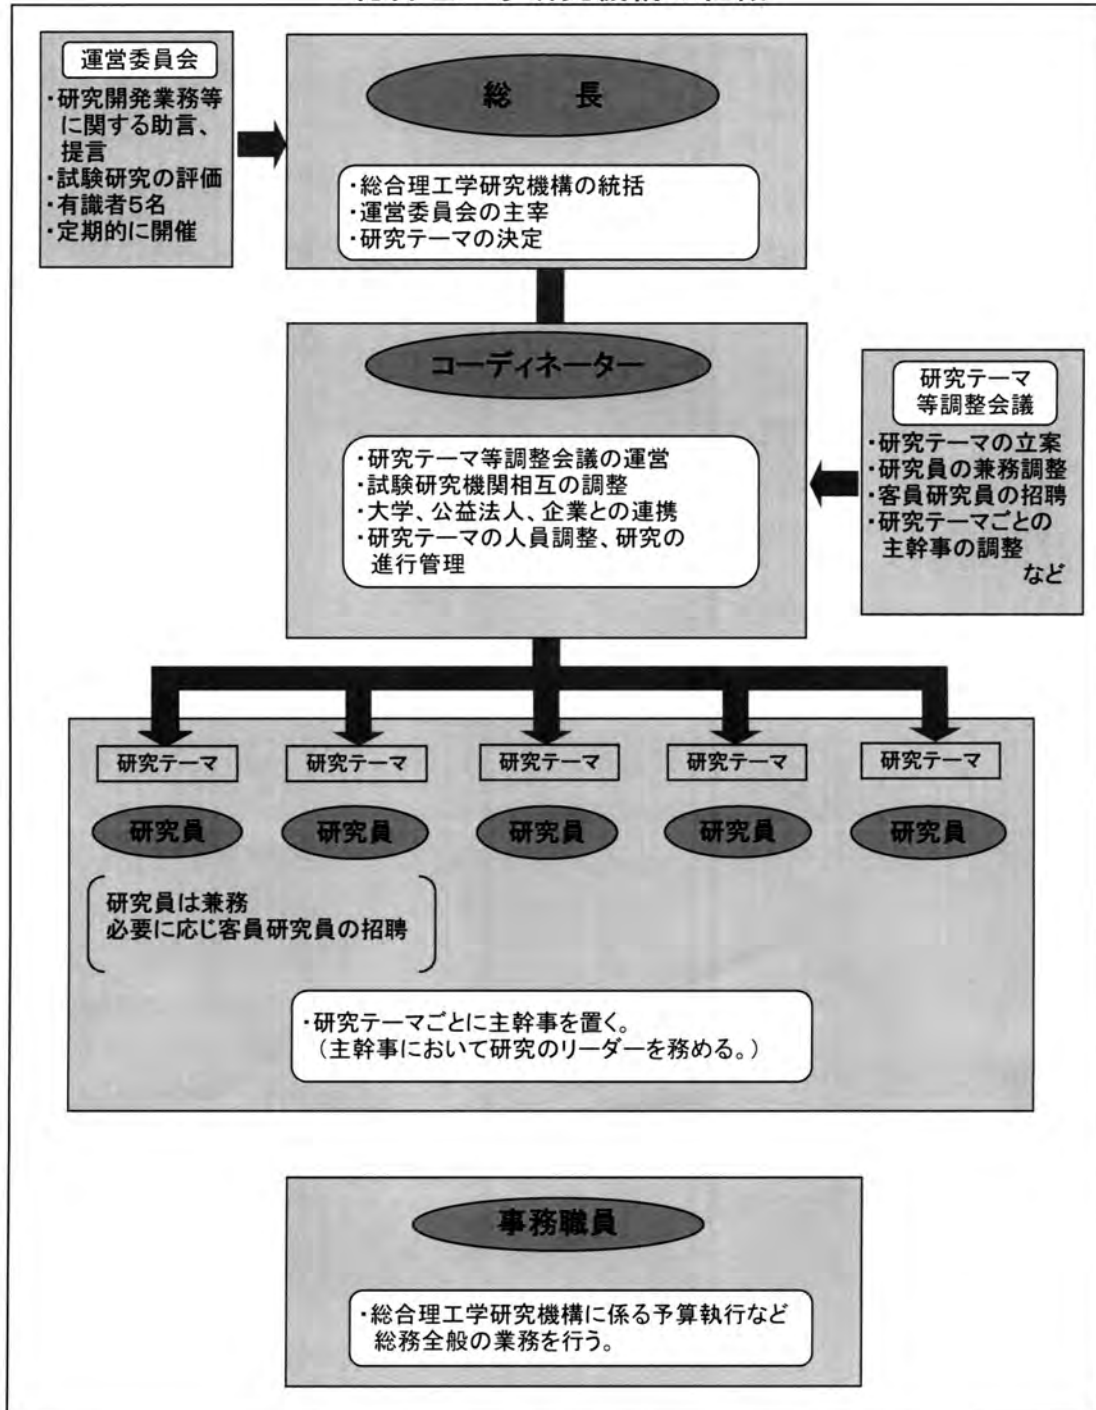 運営委員会
・研究開発業務等
に関する助言、
提言
・試験研究の評価
・有識者5名
・定期的に開催
総　長
・総合理工学研究機構の統括
・運営委員会の主宰
・研究テーマの決定
コーディネーター
・研究テーマ等調整会議の運営
・試験研究機関相互の調整
・大学、公益法人、企業との連携
・研究テーマの人員調整、研究の
進行管理
研究テーマ
等調整会議
・研究テーマの立案
・研究員の兼務調整
・客員研究員の招聘
・研究テーマごとの
主幹事の調整
など
研究テーマ
研究テーマ
研究テーマ
研究テーマ
研究テーマ
研究員
研究員
研究員
研究員
研究員
研究員は兼務
必要に応じ客員研究員の招聘
・研究テーマごとに主幹事を置く。
（主幹事において研究のリーダーを務める。）
事務職員
・総合理工学研究機構に係る予算執行など
総務全般の業務を行う。